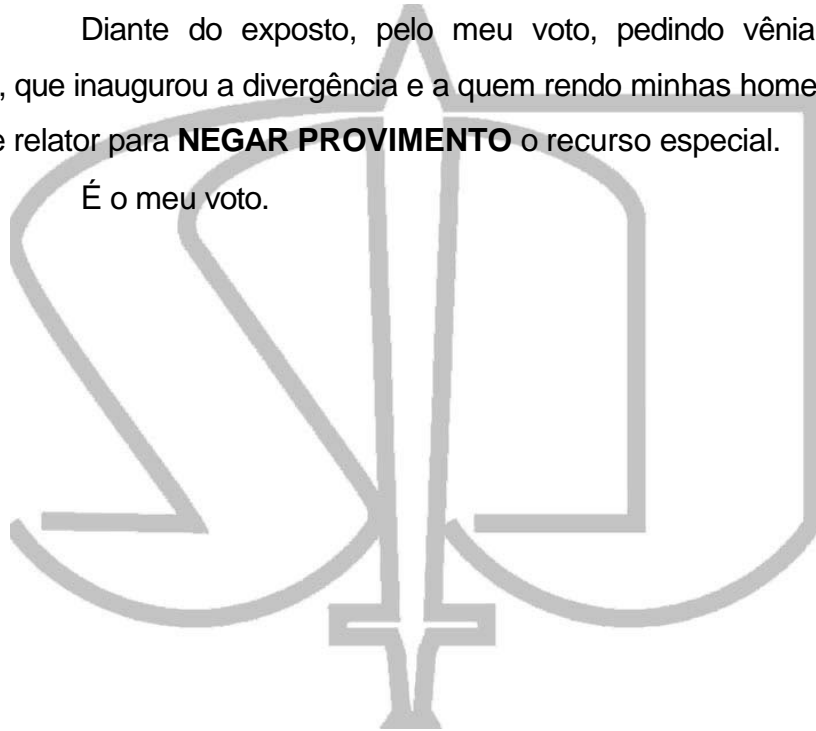 Diante do exposto, pelo meu voto, pedindo vênia
, que inaugurou a divergência e a quem rendo minhas
relator para NEGAR PROVIMENTO o recurso especial.
É o meu voto.